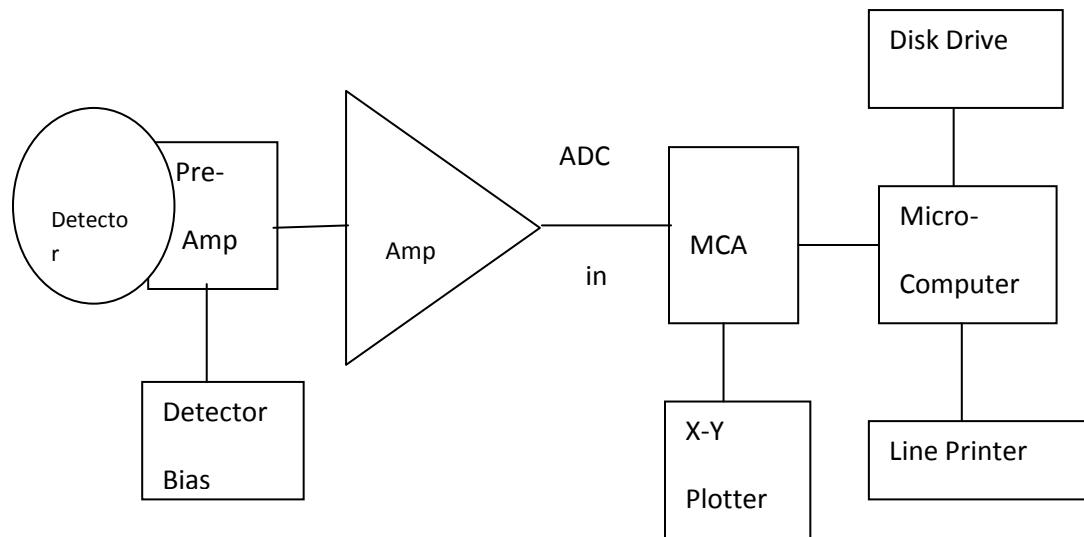 Detecto
r
Pre-
Amp
Detector
Bias
Amp
ADC
in
MCA
X-Y
Plotter
Disk Drive
Micro-
Computer
Line Printer